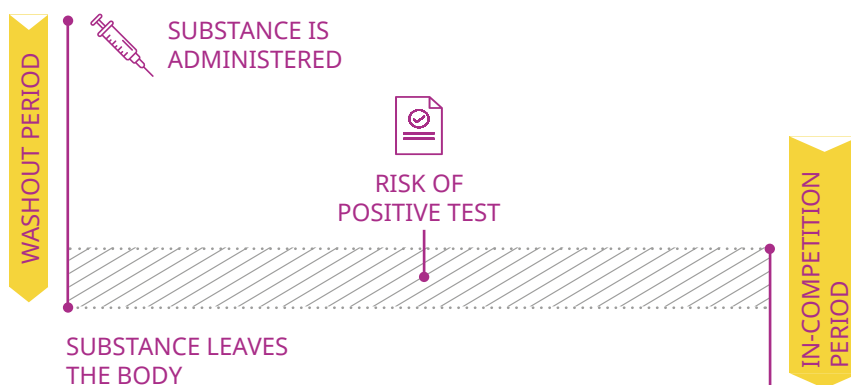 WASHOUT PERIOD
SUBSTANCE IS
ADMINISTERED
RISK OF
POSITIVE TEST
IN-COMPETITION
PERIOD
SUBSTANCE LEAVES
THE BODY